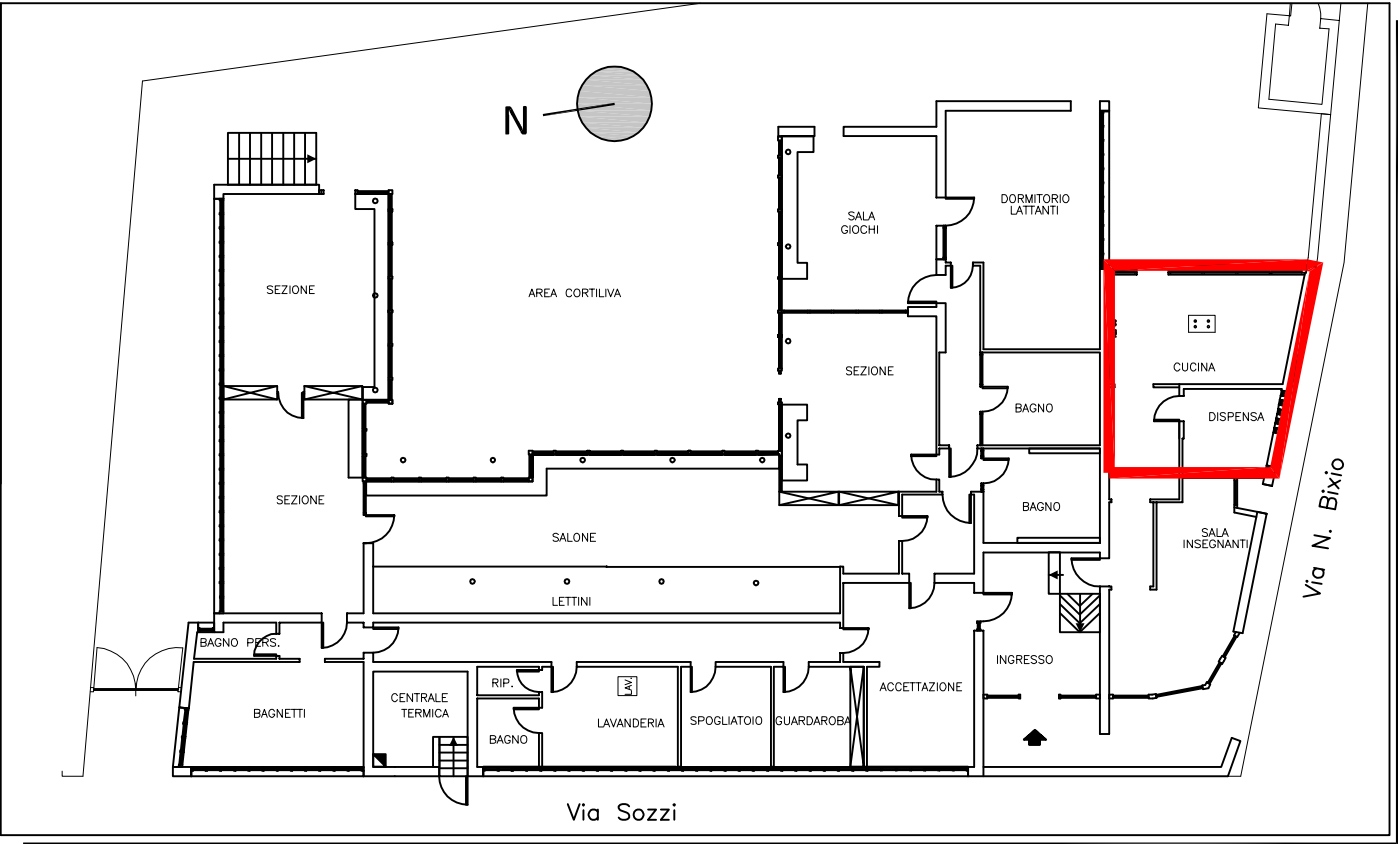 N
DORMITORIO
LATTANTI
SALA
GIOCHI
SEZIONE
AREA CORTILIVA
CUCINA
SEZIONE
BAGNO
DISPENSA
SEZIONE
BAGNO
SALONE
SALA
INSEGNANTI
Via N. Bixio
LETTINI
BAGNO PERS.
INGRESSO
RIP.
LAV.
ACCETTAZIONE
CENTRALE
TERMICA
BAGNETTI
LAVANDERIA
SPOGLIATOIO
GUARDAROBA
BAGNO
Via Sozzi